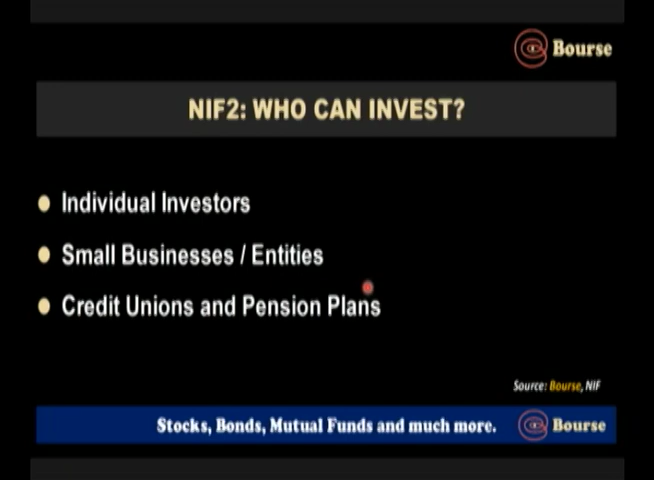 Bourse
NIF2: WHO CAN INVEST?
Individual Investors
Small Businesses / Entities
Credit Unions and Pension Plans
Source: Bourse, NIF
Stocks, Bonds, Mutual Funds and much more.
Bourse